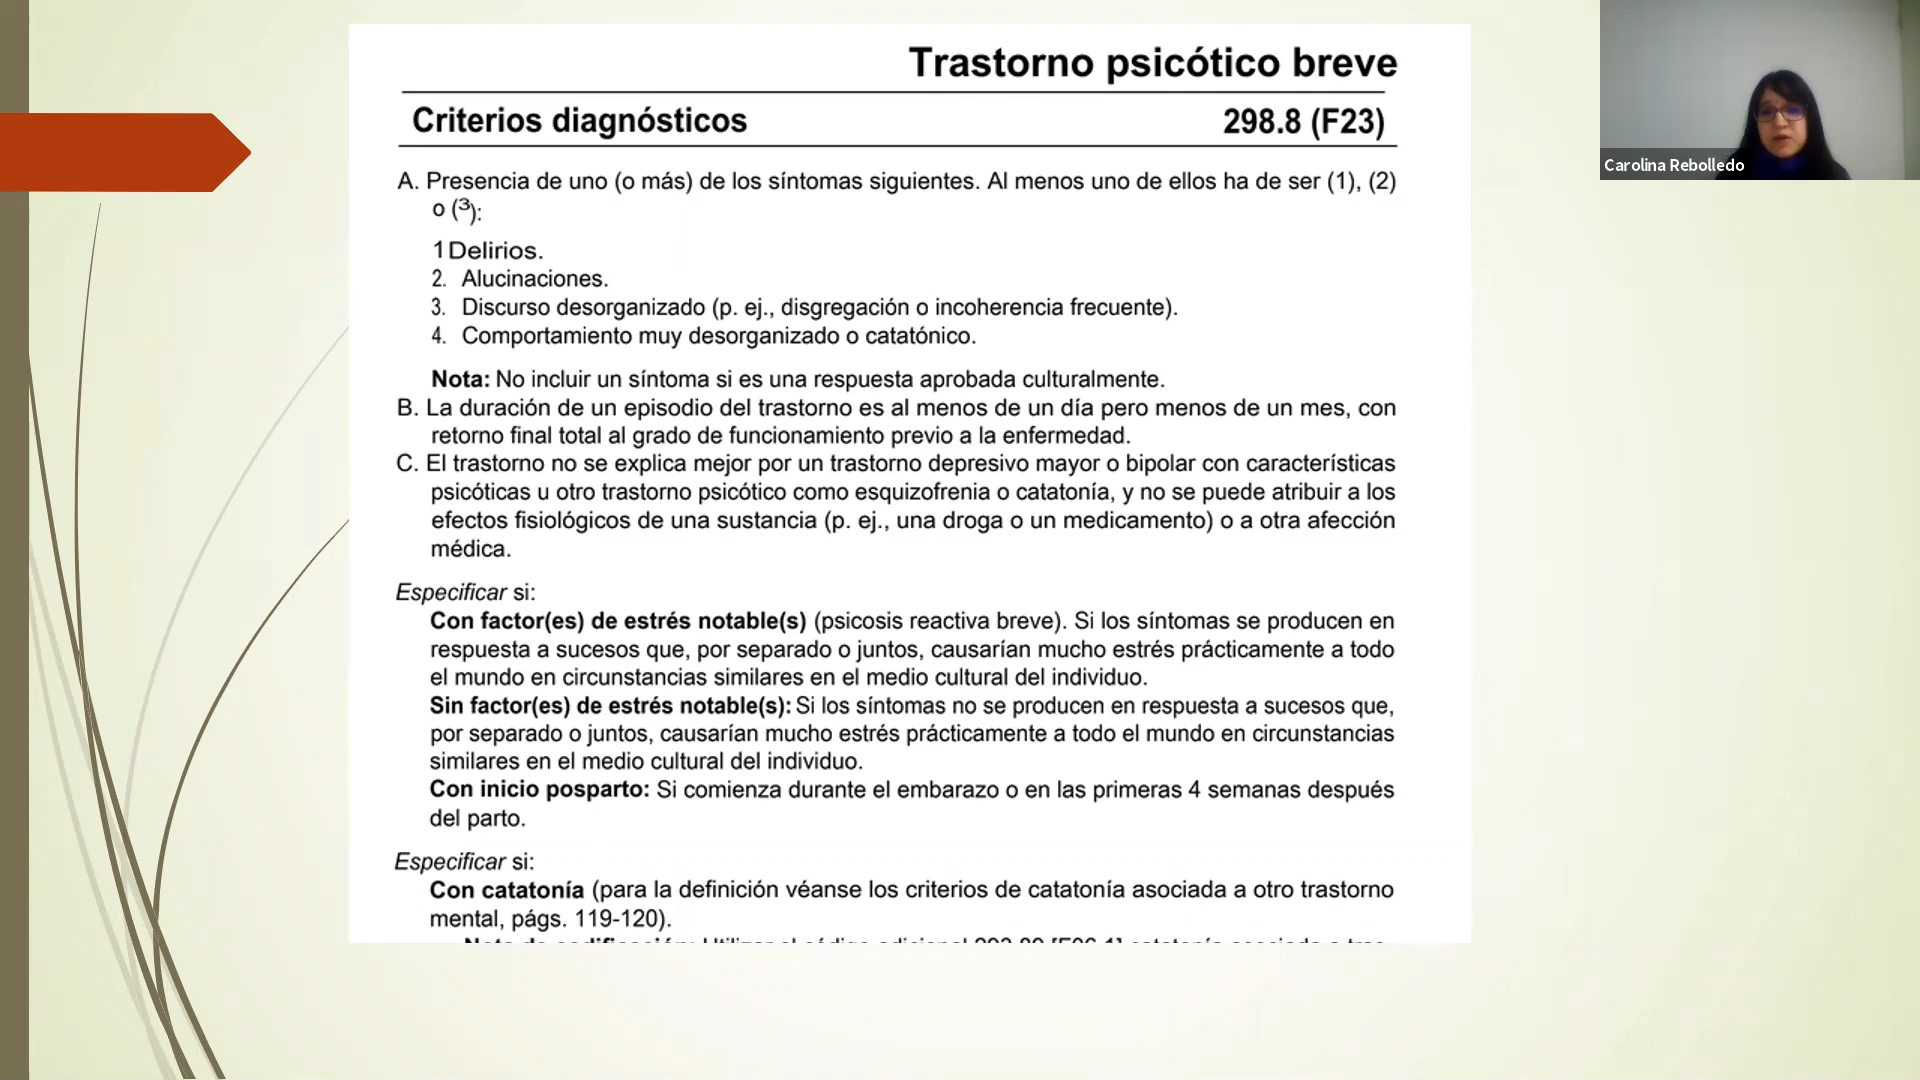 Trastorno psicótico breve
Criterios diagnósticos 298.8 (F23)
A. Presencia de uno (o más) de los síntomas siguientes. Al menos uno de ellos ha de ser (1), (2)
o (3):
1 Delirios.
2. Alucinaciones.
3. Discurso desorganizado (p. ej., disgregación o incoherencia frecuente).
4. Comportamiento muy desorganizado o catatónico.
Nota: No incluir un síntoma si es una respuesta aprobada culturalmente.
B. La duración de un episodio del trastorno es al menos de un día pero menos de un mes, con
retorno final total al grado de funcionamiento previo a la enfermedad.
C. El trastorno no se explica mejor por un trastorno depresivo mayor o bipolar con características
psicóticas u otro trastorno psicótico como esquizofrenia o catatonía, y no se puede atribuir a los
efectos fisiológicos de una sustancia (p. ej., una droga o un medicamento) o a otra afección
médica.
Especificar si:
Con factor(es) de estrés notable(s) (psicosis reactiva breve). Si los síntomas se producen en
respuesta a sucesos que, por separado o juntos, causarían mucho estrés prácticamente a todo
el mundo en circunstancias similares en el medio cultural del individuo.
Sin factor(es) de estrés notable(s): Si los síntomas no se producen en respuesta a sucesos que,
por separado o juntos, causarían mucho estrés prácticamente a todo el mundo en circunstancias
similares en el medio cultural del individuo.
Con inicio posparto: Si comienza durante el embarazo o en las primeras 4 semanas después
del parto.
Especificar si:
Con catatonía (para la definición véanse los criterios de catatonía asociada a otro trastorno
mental, págs. 119-120).
Carolina Rebolledo